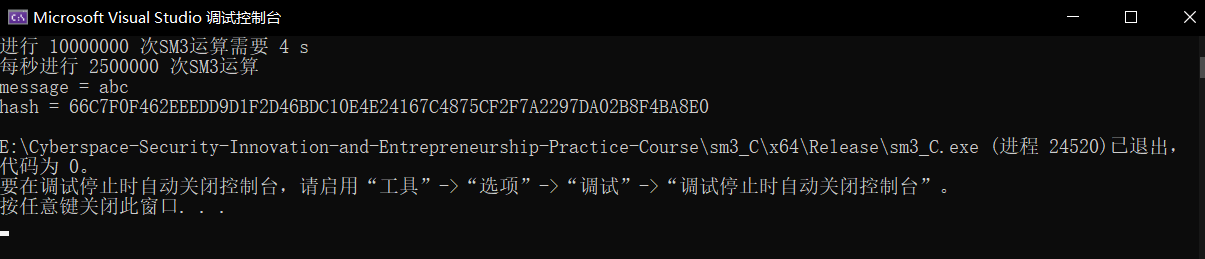 Microsoft Visual Studio 调试控制台
进行 10000000 次SM3运算需要 4 s
每秒进行 2500000 次SM3运算
message = abc
hash = 66C7F0F462EEEDD9D1F2D46BDC10E4E24167C4875CF2F7A2297DA02B8F4BA8E0
E:\Cyberspace-Security-Innovation-and-Entrepreneurship-Practice-Course\sm3_C\x64\Release\sm3_C.exe (进程 24520)已退出，
代码为 0。
要在调试停止时自动关闭控制台，请启用“工具”->“选项”->“调试”->“调试停止时自动关闭控制台”。
按任意键关闭此窗口. . .